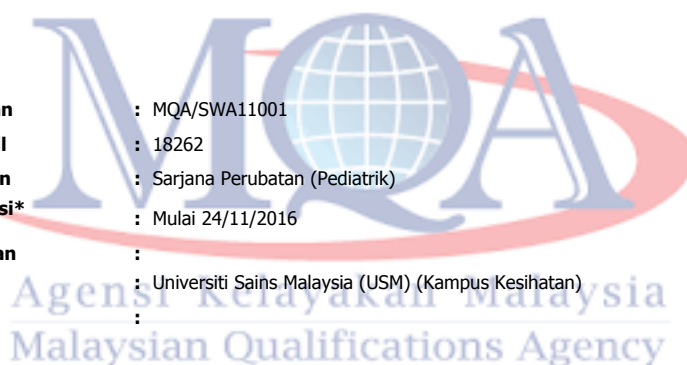 MQA
an : MQA/SWA11001
l : 18262
n : Sarjana Perubatan (Pediatrik)
si* : Mulai 24/11/2016
an :
: Universiti Sains Malaysia (USM) (Kampus Kesihatan)
:
Agensi Kelayakan Malaysia
Malaysian Qualifications Agency